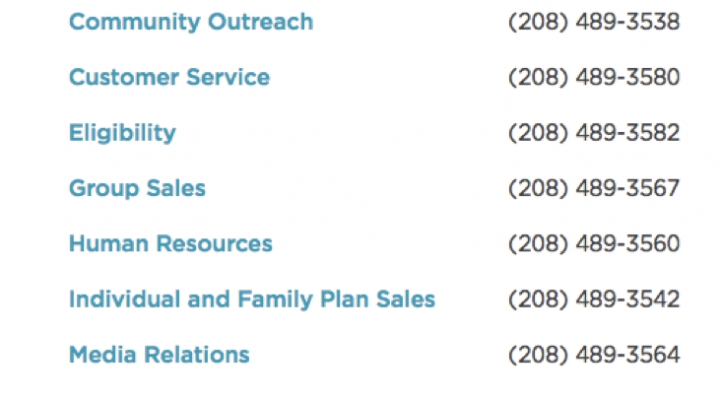 Community Outreach (208) 489-3538
Customer Service (208) 489-3580
Eligibility (208) 489-3582
Group Sales (208) 489-3567
Human Resources (208) 489-3560
Individual and Family Plan Sales (208) 489-3542
Media Relations (208) 489-3564